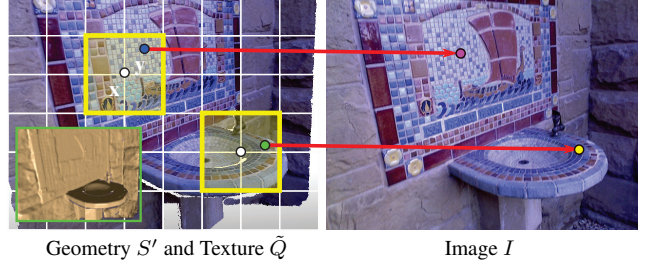 y
x
Geometry S′ and Texture Q̃
Image I